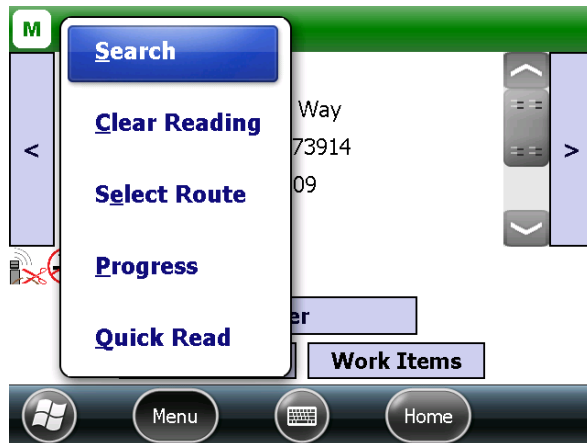 M
Search
Clear Reading
Select Route
Progress
Quick Read
Way
73914
09
<
>
er
Work Items
Menu
Home